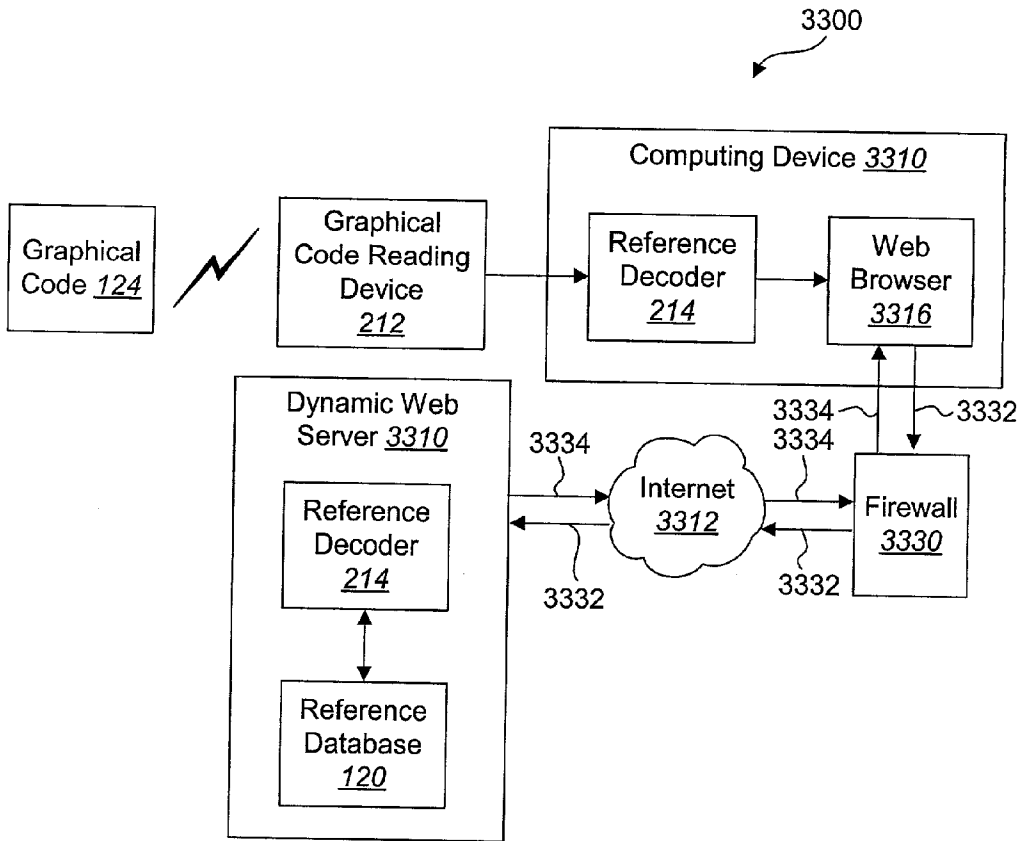 3300
Computing Device 3310
Graphical
Code 124
Graphical
Code Reading
Device
212
Reference
Decoder
214
Web
Browser
3316
Dynamic Web
Server 3310
3334
3332
3334
3334
Internet
3312
Firewall
3330
Reference
Decoder
214
3332
3332
Reference
Database
120